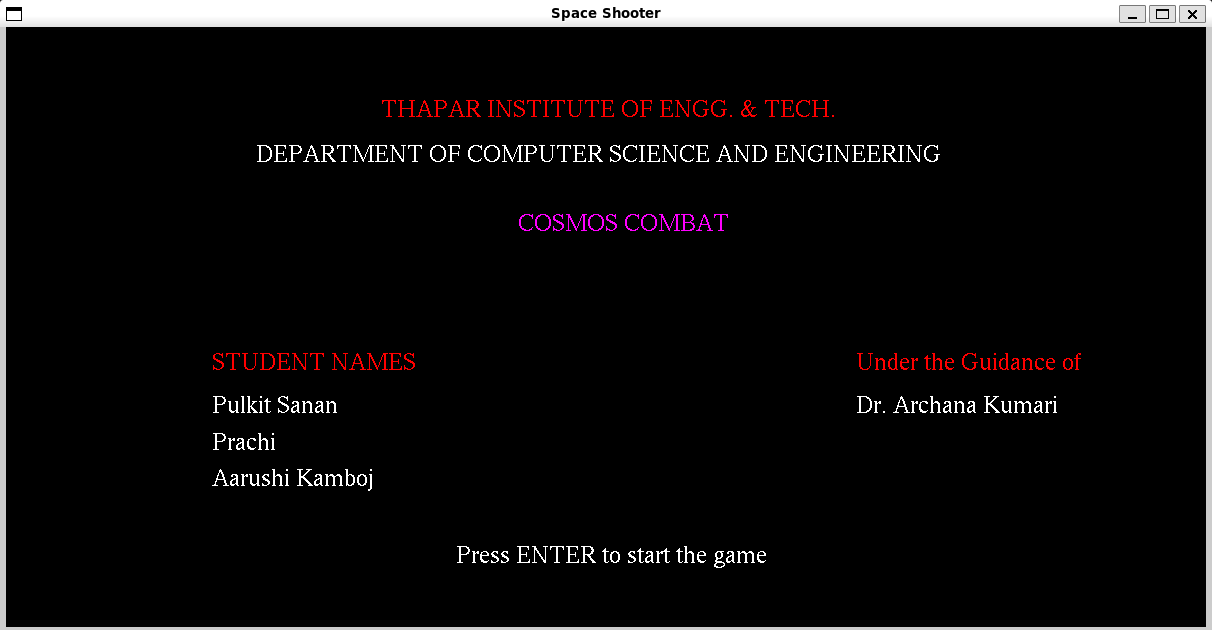 Space Shooter
THAPAR INSTITUTE OF ENGG. & TECH.
DEPARTMENT OF COMPUTER SCIENCE AND ENGINEERING
COSMOS COMBAT
STUDENT NAMES
Pulkit Sanan
Prachi
Aarushi Kamboj
Under the Guidance of
Dr. Archana Kumari
Press ENTER to start the game